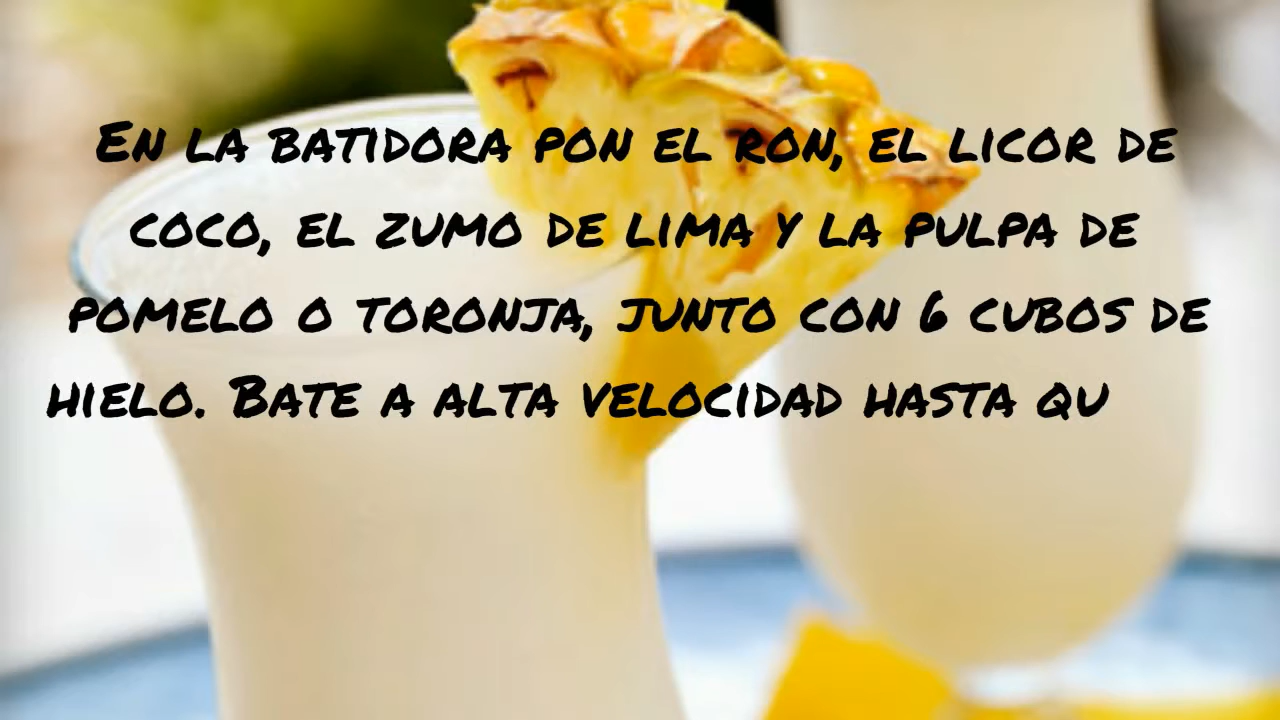 En la batidora pon el ron, el licor de
coco, el zumo de lima y la pulpa de
pomelo o toronja, junto con 6 cubos de
hielo. Bate a alta velocidad hasta qu